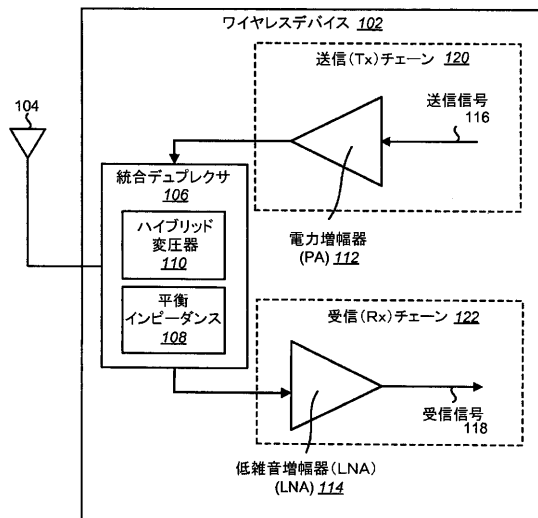 ワイヤレスデバイス 102
送信(Tx)チェーン 120
送信信号
116
104
統合デュプレクサ
106
ハイブリッド
変圧器
110
平衡
インピーダンス
108
電力増幅器
(PA) 112
受信(Rx)チェーン 122
受信信号
118
低雑音増幅器(LNA)
(LNA) 114